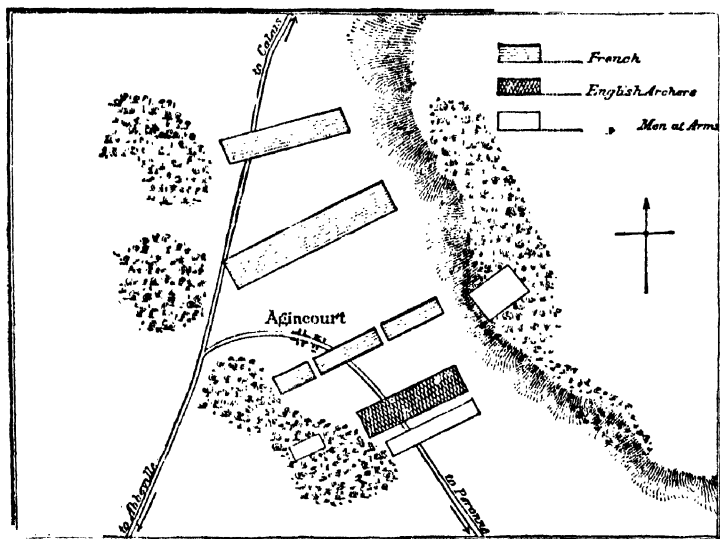 to Calais
French
English Archers
" Men at Arms
Agincourt
to Abbeville
to Peronne